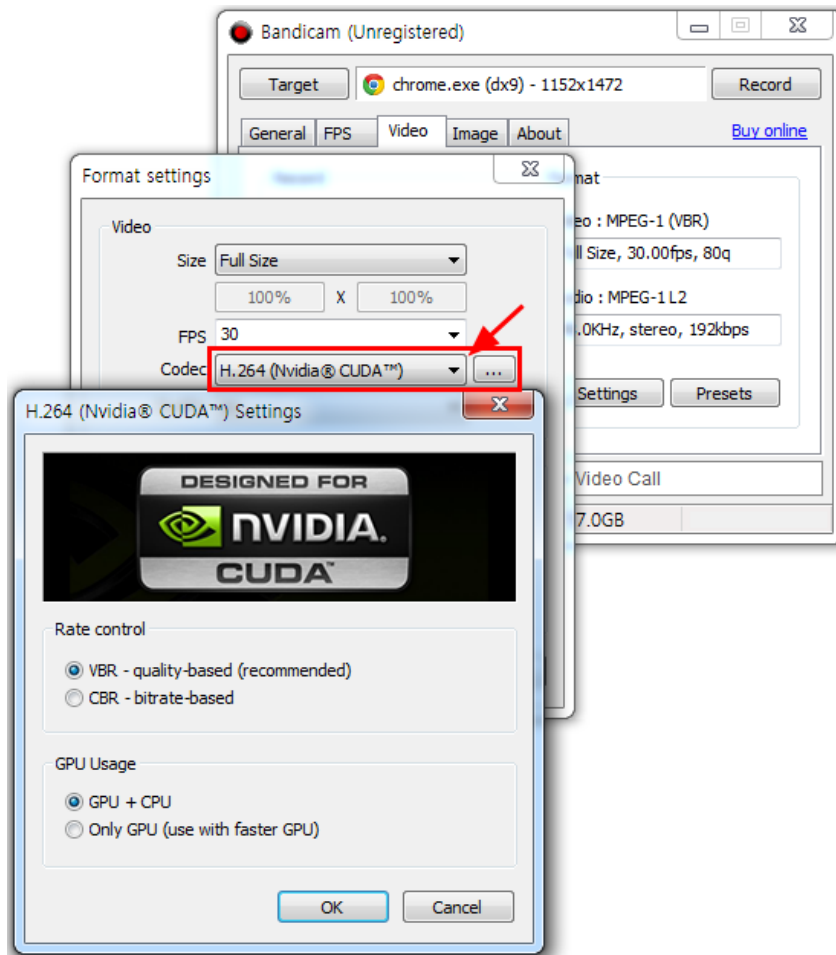 Bandicam (Unregistered)
Target
chrome.exe (dx9) - 1152x1472
Record
General
FPS
Video
Image
About
Buy online
Format settings
Video
Size
Full Size
100%
X
100%
FPS
30
Codec
H.264 (Nvidia® CUDA™)
...
mat
eo : MPEG-1 (VBR)
ll Size, 30.00fps, 80q
dio : MPEG-1 L2
.0KHz, stereo, 192kbps
Settings
Presets
Video Call
7.0GB
H.264 (Nvidia® CUDA™) Settings
DESIGNED FOR
NVIDIA.
CUDA™
Rate control
VBR - quality-based (recommended)
CBR - bitrate-based
GPU Usage
GPU + CPU
Only GPU (use with faster GPU)
OK
Cancel